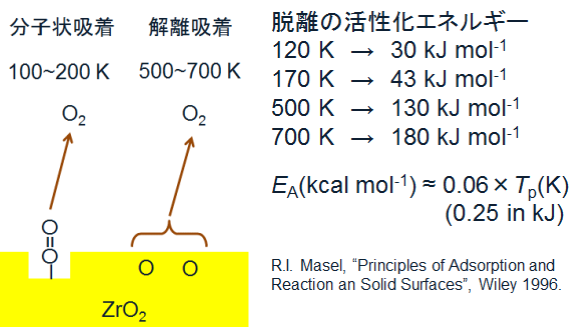 分子状吸着
解離吸着
100~200 K
500~700 K
O₂
O₂
O
O
O
O
ZrO₂
脱離の活性化エネルギー
120 K → 30 kJ mol⁻¹
170 K → 43 kJ mol⁻¹
500 K → 130 kJ mol⁻¹
700 K → 180 kJ mol⁻¹
E_A(kcal mol⁻¹) ≈ 0.06 × T_p(K)
(0.25 in kJ)
R.I. Masel, “Principles of Adsorption and
Reaction an Solid Surfaces”, Wiley 1996.